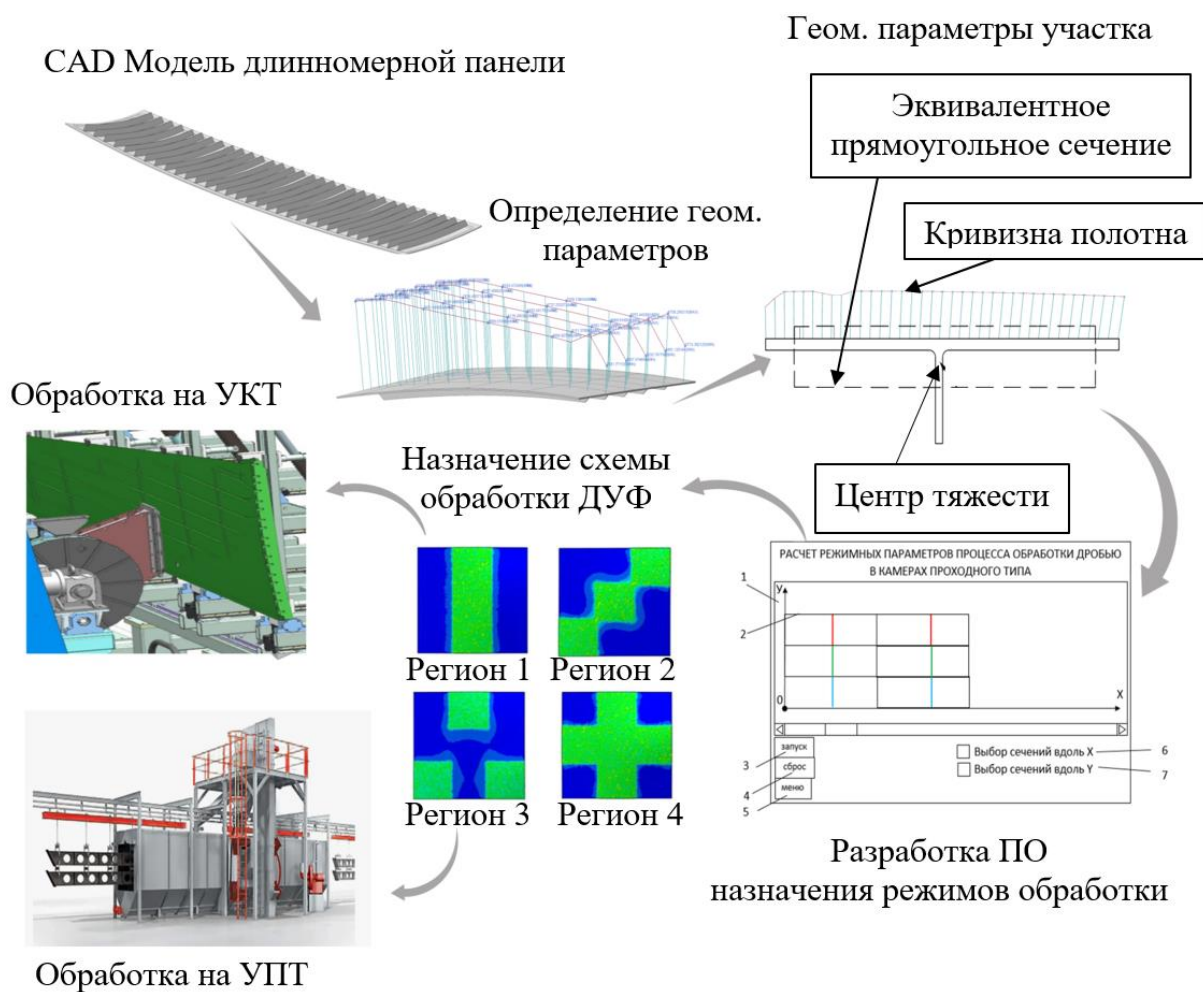 Геом. параметры участка
CAD Модель длинномерной панели
Эквивалентное
прямоугольное сечение
Определение геом.
параметров
Кривизна полотна
Обработка на УКТ
Назначение схемы
обработки ДУФ
Центр тяжести
РАСЧЕТ РЕЖИМНЫХ ПАРАМЕТРОВ ПРОЦЕССА ОБРАБОТКИ ДРОБЬЮ
В КАМЕРАХ ПРОХОДНОГО ТИПА
1
У
2
0
X
Регион 1
Регион 2
запуск
3
сброс
4
меню
5
Выбор сечений вдоль X
6
Выбор сечений вдоль Y
7
Регион 3
Регион 4
Разработка ПО
назначения режимов обработки
Обработка на УПТ